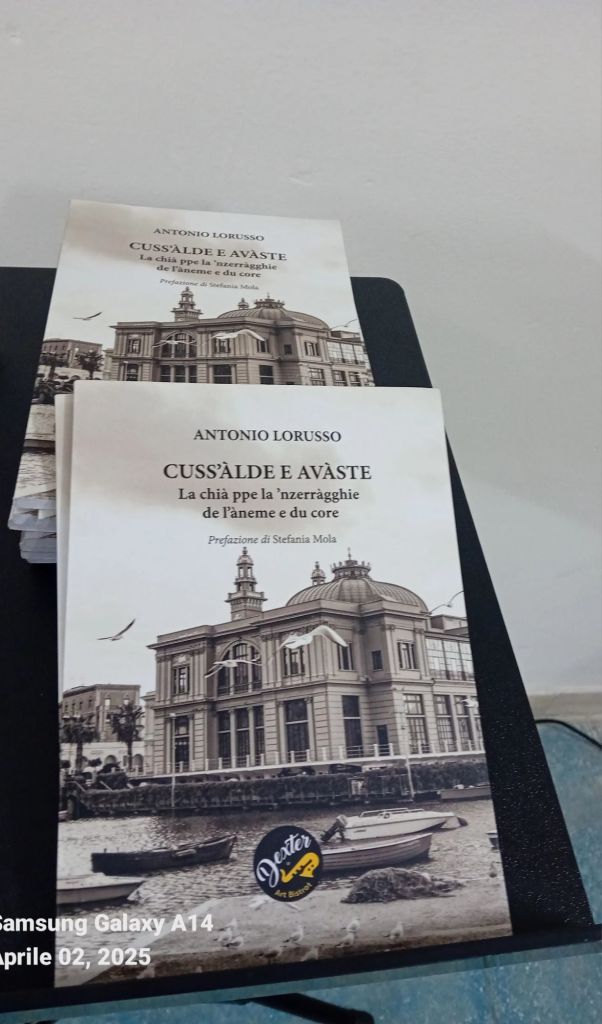 ANTONIO LORUSSO
CUSS'ÀLDE E AVÀSTE
La chià ppe la 'nzerràgghie
de l'àneme e du core
Prefazione di Stefania Mola
ANTONIO LORUSSO
CUSS'ÀLDE E AVÀSTE
La chià ppe la 'nzerràgghie
de l'àneme e du core
Prefazione di Stefania Mola
Dexter
Art Bistrot
Samsung Galaxy A14
Aprile 02, 2025